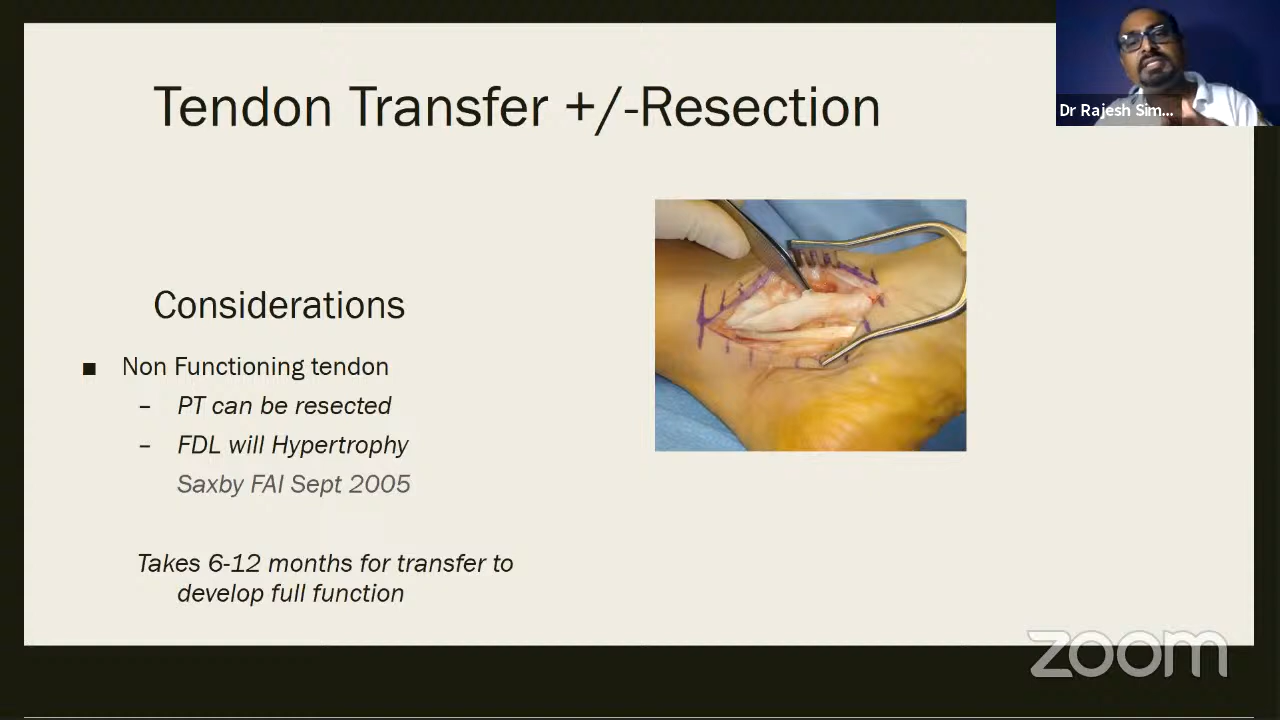 Tendon Transfer +/-Resection
Dr Rajesh Sim...
Considerations
■ Non Functioning tendon
– PT can be resected
– FDL will Hypertrophy
Saxby FAI Sept 2005
Takes 6-12 months for transfer to
develop full function
zoom